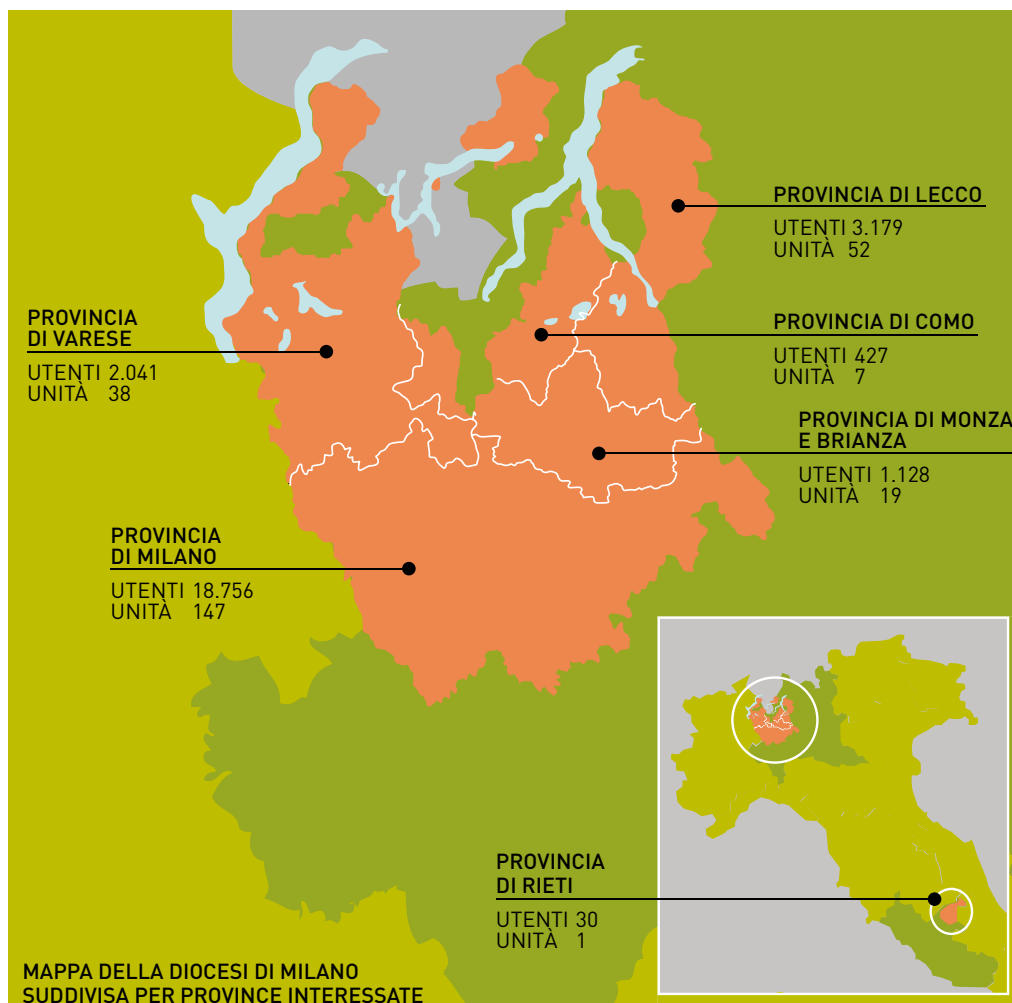 PROVINCIA DI LECCO
UTENTI 3.179
UNITÀ 52
PROVINCIA
DI VARESE
UTENTI 2.041
UNITÀ 38
PROVINCIA DI COMO
UTENTI 427
UNITÀ 7
PROVINCIA DI MONZA
E BRIANZA
UTENTI 1.128
UNITÀ 19
PROVINCIA
DI MILANO
UTENTI 18.756
UNITÀ 147
PROVINCIA
DI RIETI
UTENTI 30
UNITÀ 1
MAPPA DELLA DIOCESI DI MILANO
SUDDIVISA PER PROVINCE INTERESSATE